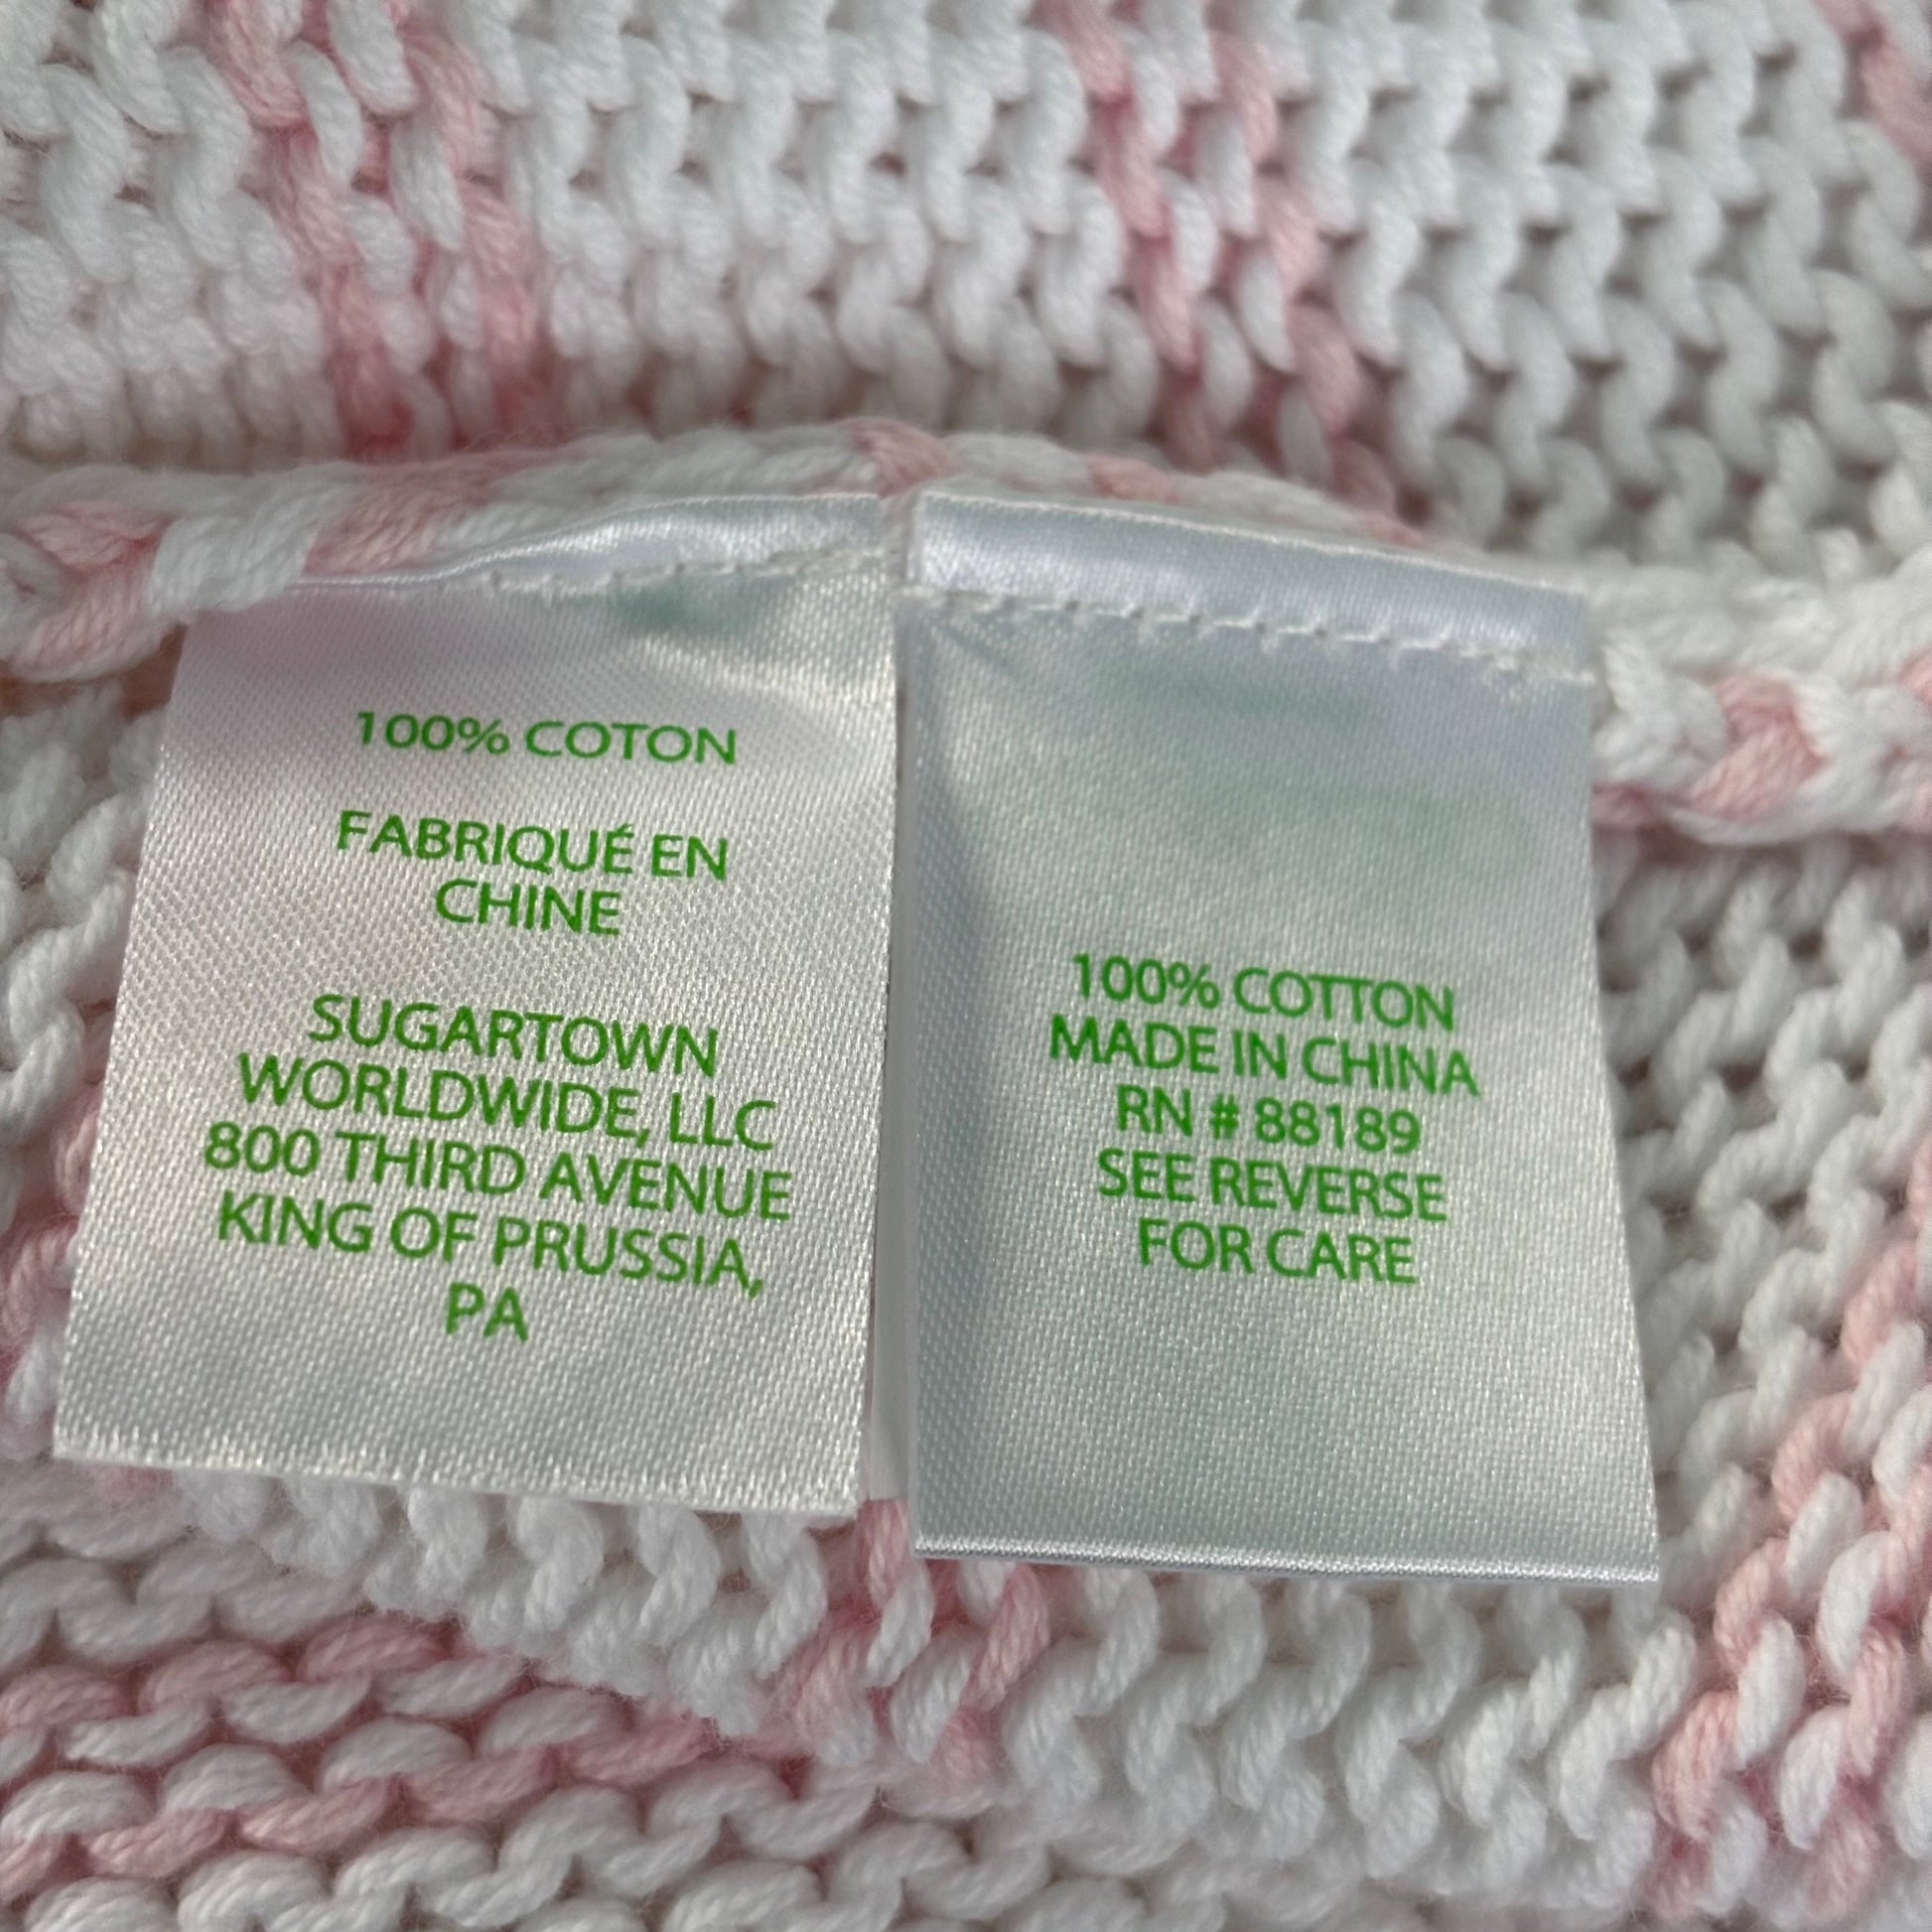 100% COTON
FABRIQUÉ EN
CHINE
SUGARTOWN
WORLDWIDE, LLC
800 THIRD AVENUE
KING OF PRUSSIA,
PA
100% COTTON
MADE IN CHINA
RN # 88189
SEE REVERSE
FOR CARE